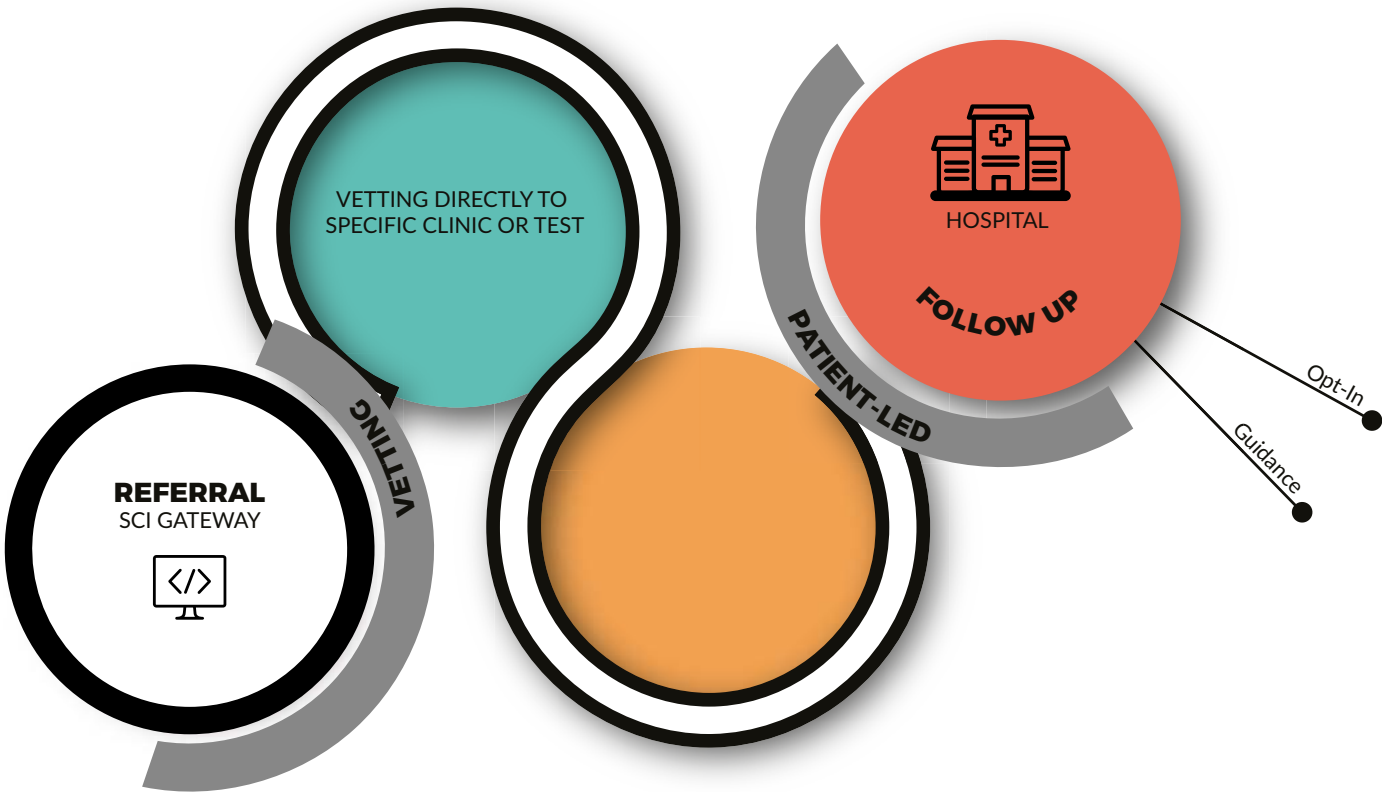 VETTING DIRECTLY TO
SPECIFIC CLINIC OR TEST
HOSPITAL
FOLLOW UP
PATIENT-LED
Opt-In
Guidance
VETTING
REFERRAL
SCI GATEWAY
</>